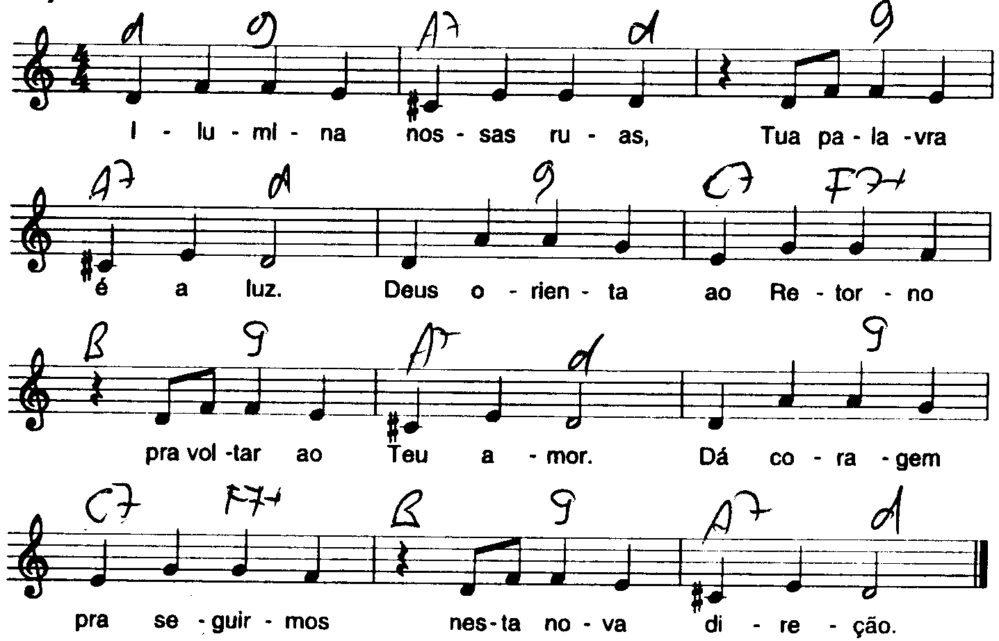 d g A7 d g
4/4
I - lu - mi - na nos - sas ru - as, Tua pa - la - vra
A7 d g C7 F7+
é a luz. Deus o - rien - ta ao Re - tor - no
B g A7 d g
pra vol - tar ao Teu a - mor. Dá co - ra - gem
C7 F7+ B g A7 d
pra se - guir - mos nes - ta no - va di - re - ção.